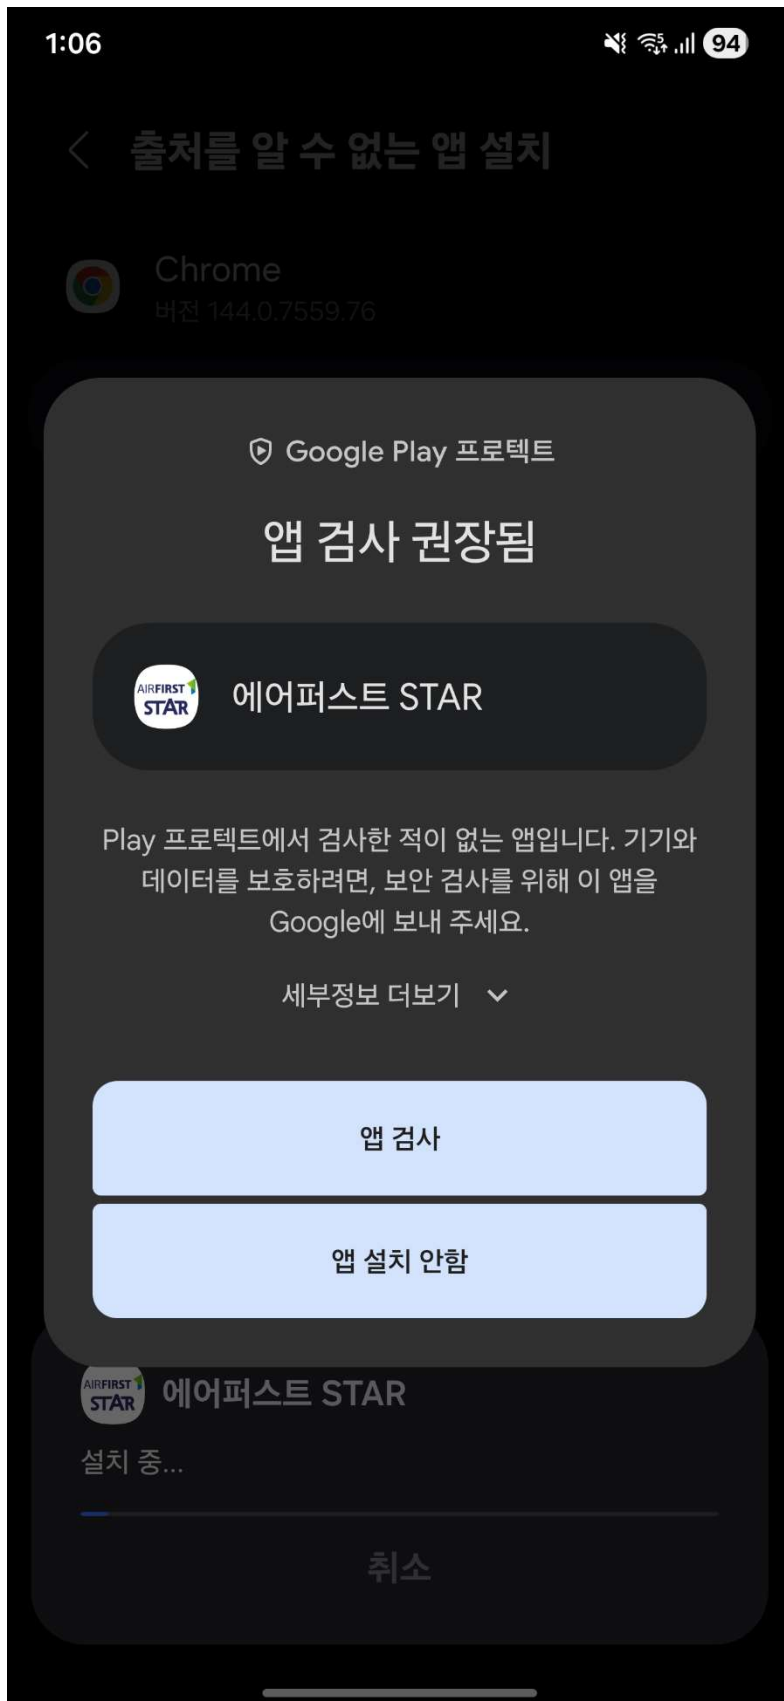 1:06
94
출처를 알 수 없는 앱 설치
Chrome
버전 144.0.7559.76
Google Play 프로텍트
앱 검사 권장됨
AIRFIRST
STAR
에어퍼스트 STAR
Play 프로텍트에서 검사한 적이 없는 앱입니다. 기기와
데이터를 보호하려면, 보안 검사를 위해 이 앱을
Google에 보내 주세요.
세부정보 더보기
앱 검사
앱 설치 안함
AIRFIRST
STAR
에어퍼스트 STAR
설치 중...
취소